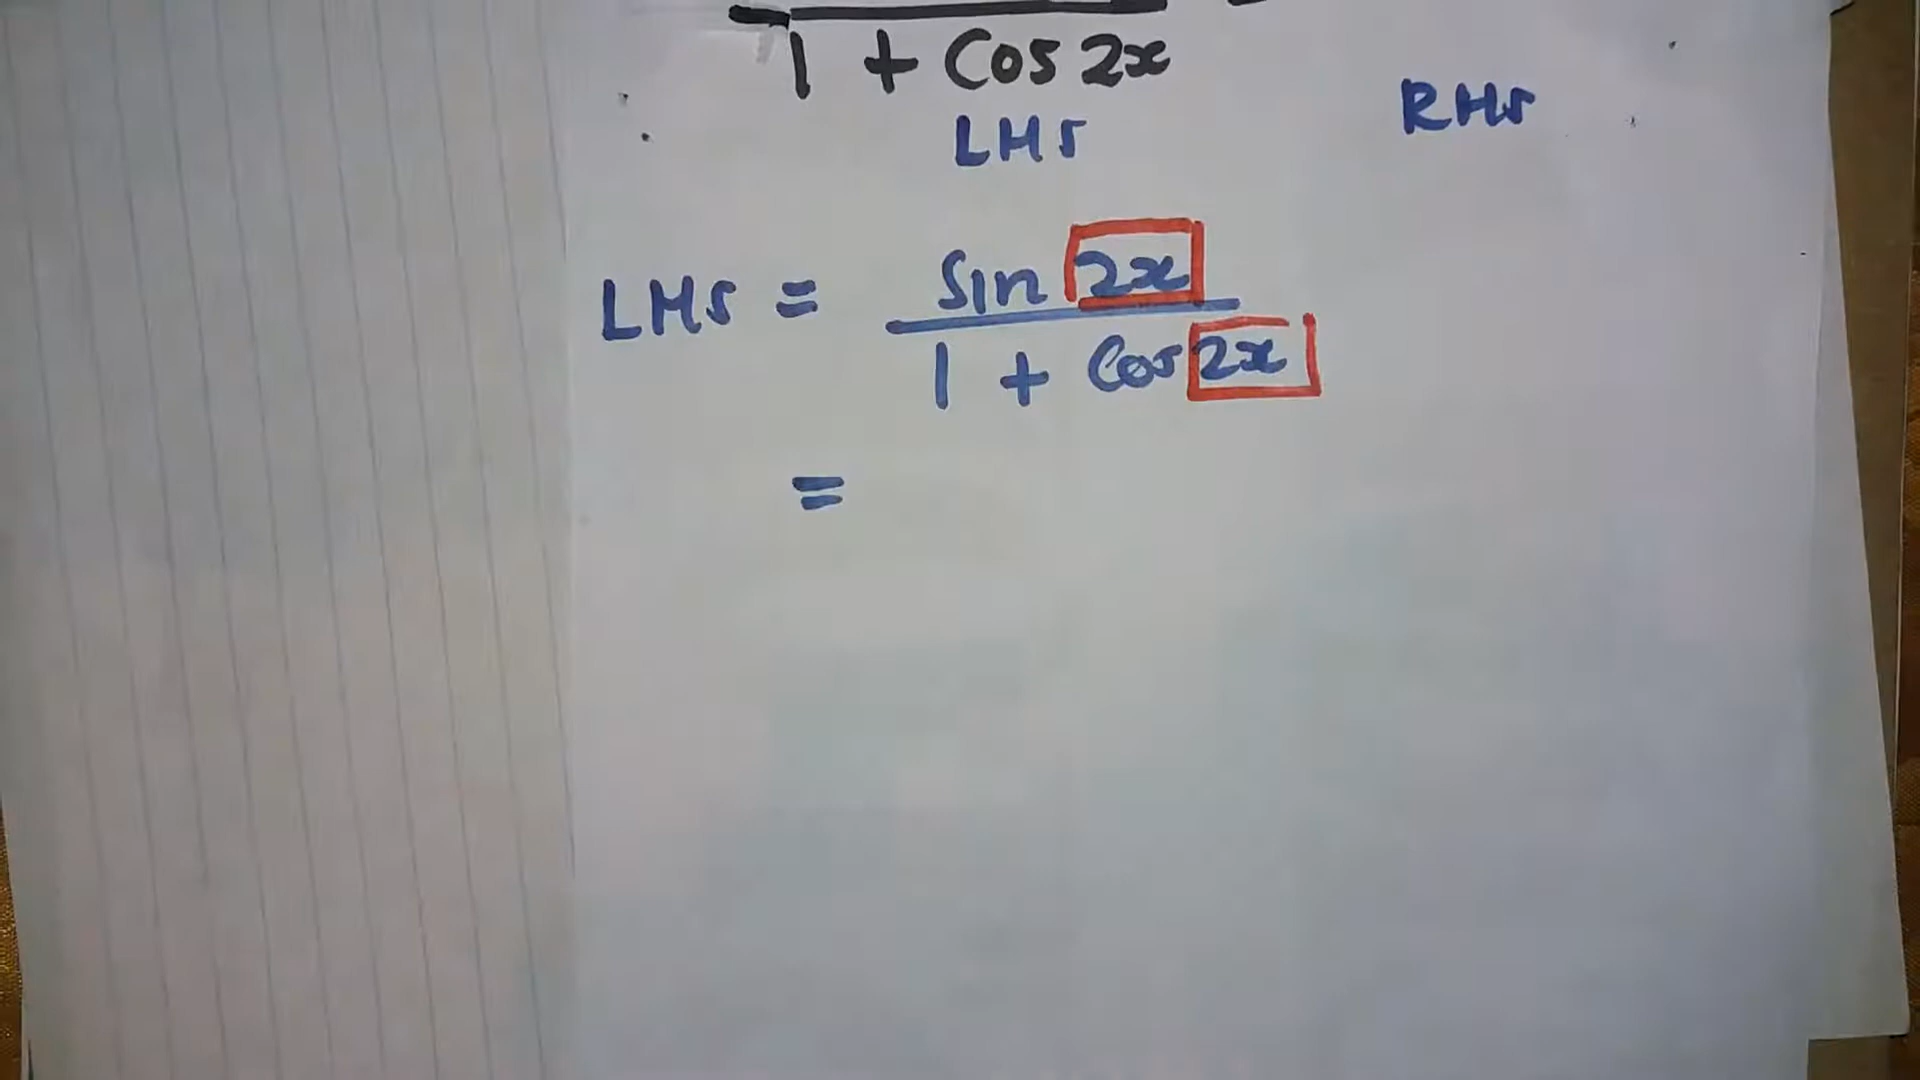 1 + Cos 2x
LHS
RHS
LHS = sin 2x
1 + Cos 2x
=